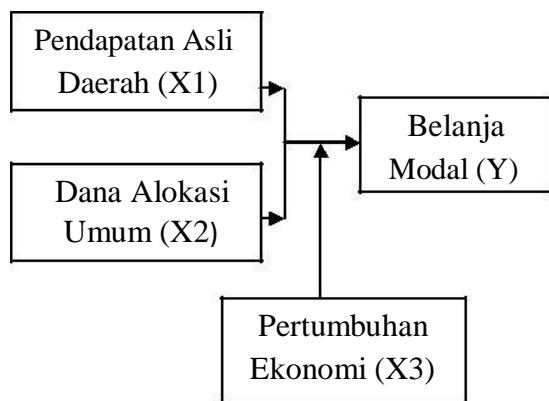 Pendapatan Asli
Daerah (X1)
Belanja
Modal (Y)
Dana Alokasi
Umum (X2)
Pertumbuhan
Ekonomi (X3)